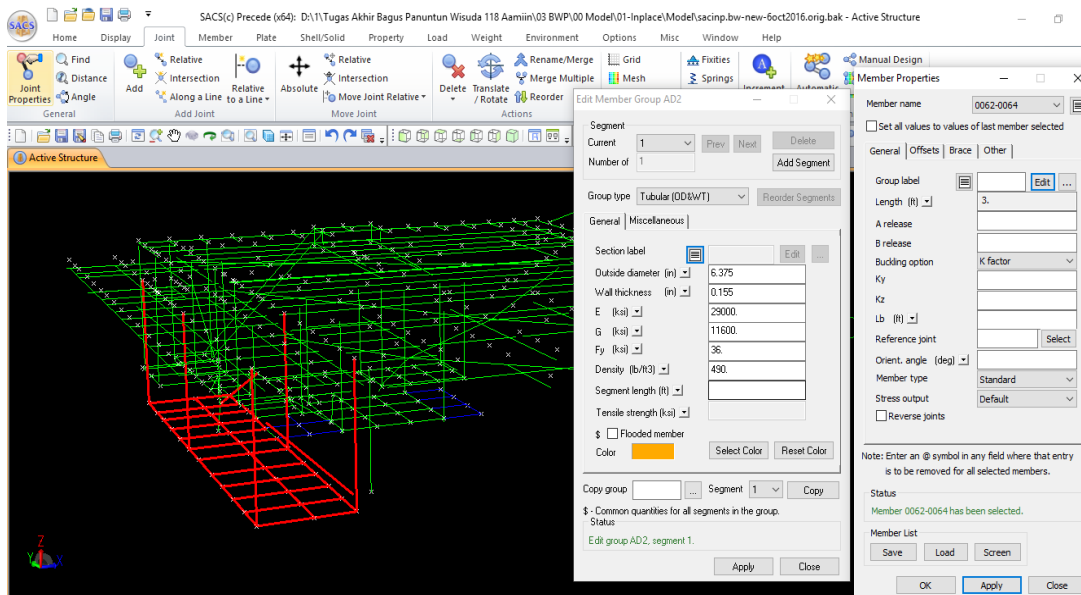 SACS
SACS(c) Precede (x64): D:\1\Tugas Akhir Bagus Panuntun Wisuda 118 Aamiin\03 BWP\00 Model\01-Inplace\Model\sacinp.bw-new-6oct2016.orig.bak - Active Structure
Home Display Joint Member Plate Shell/Solid Property Load Weight Environment Options Misc Window Help
Joint Properties
Find
Distance
Angle
General
Add
Relative
Intersection
Along a Line
Relative to a Line
Add Joint
Absolute
Relative
Intersection
Move Joint Relative
Move Joint
Delete
Translate / Rotate
Rename/Merge
Merge Multiple
Reorder
Actions
Grid
Mesh
Fixities
Springs
Increment
Automatic
Manual Design
Active Structure
Z
Y
X
Edit Member Group AD2
Segment
Current 1 Prev Next Delete
Number of 1 Add Segment
Group type Tubular (OD&WT) Reorder Segments
General Miscellaneous
Section label Edit ...
Outside diameter (in) 6.375
Wall thickness (in) 0.155
E (ksi) 29000.
G (ksi) 11600.
Fy (ksi) 36.
Density (lb/ft3) 490.
Segment length (ft)
Tensile strength (ksi)
$ Flooded member
Color Select Color Reset Color
Copy group ... Segment 1 Copy
$ - Common quantities for all segments in the group.
Status
Edit group AD2, segment 1.
Apply Close
Member Properties
Member name 0062-0064
Set all values to values of last member selected
General Offsets Brace Other
Group label Edit ...
Length (ft) 3.
A release
B release
Buckling option K factor
Ky
Kz
Lb (ft)
Reference joint Select
Orient. angle (deg)
Member type Standard
Stress output Default
Reverse joints
Note: Enter an @ symbol in any field where that entry
is to be removed for all selected members.
Status
Member 0062-0064 has been selected.
Member List
Save Load Screen
OK Apply Close